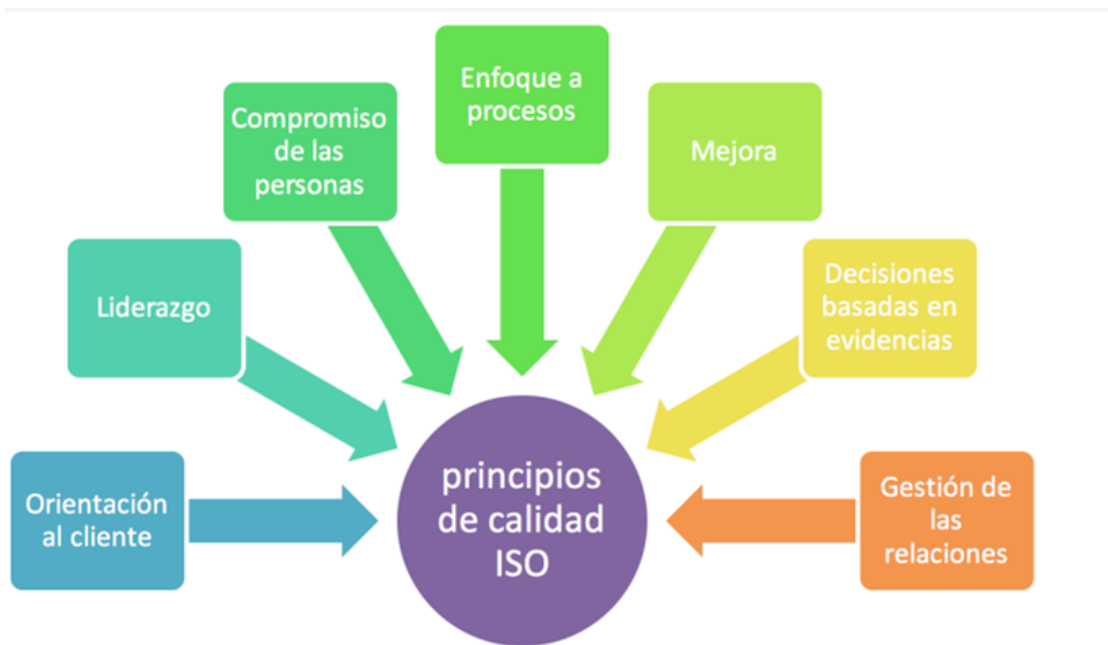 Enfoque a
procesos
Compromiso
de las
personas
Mejora
Liderazgo
Decisiones
basadas en
evidencias
Orientación
al cliente
principios
de calidad
ISO
Gestión de
las
relaciones